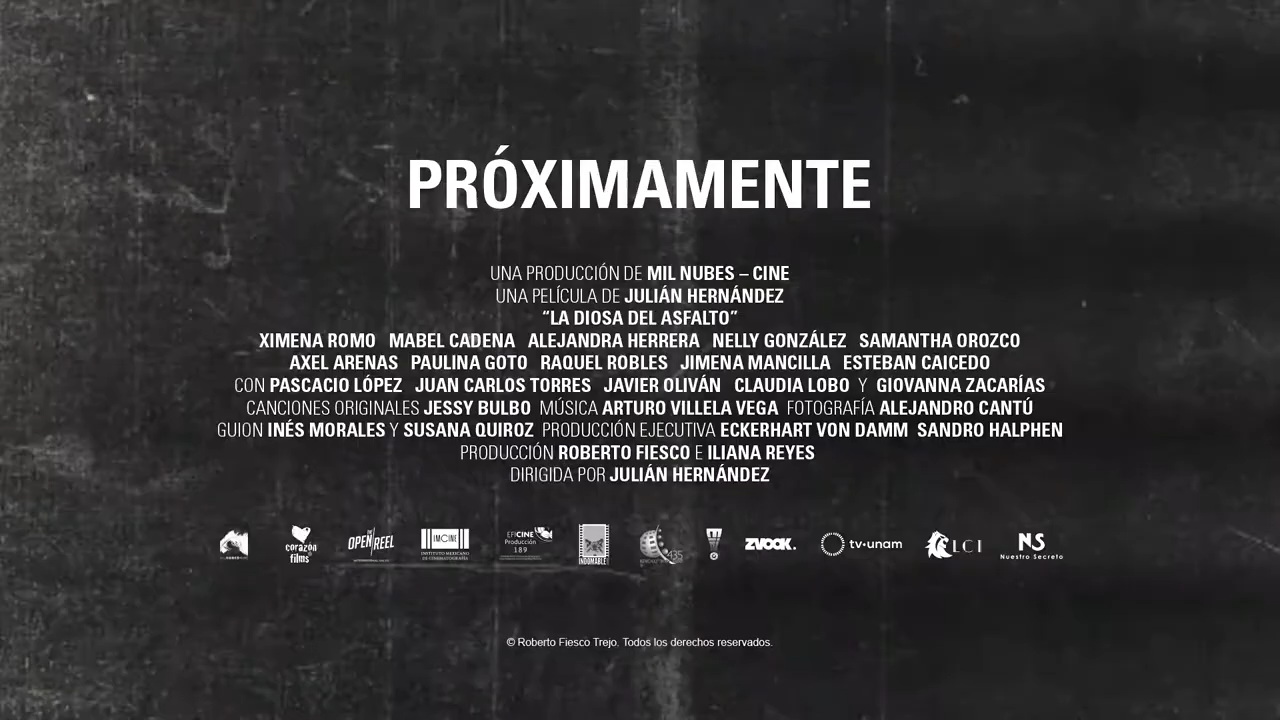 PRÓXIMAMENTE
UNA PRODUCCIÓN DE MIL NUBES – CINE
UNA PELÍCULA DE JULIÁN HERNÁNDEZ
“LA DIOSA DEL ASFALTO”
XIMENA ROMO MABEL CADENA ALEJANDRA HERRERA NELLY GONZÁLEZ SAMANTHA OROZCO
AXEL ARENAS PAULINA GOTO RAQUEL ROBLES JIMENA MANCILLA ESTEBAN CAICEDO
CON PASCACIO LÓPEZ JUAN CARLOS TORRES JAVIER OLIVÁN CLAUDIA LOBO Y GIOVANNA ZACARÍAS
CANCIONES ORIGINALES JESSY BULBO MÚSICA ARTURO VILLELA VEGA FOTOGRAFÍA ALEJANDRO CANTÚ
GUION INÉS MORALES Y SUSANA QUIROZ PRODUCCIÓN EJECUTIVA ECKERHART VON DAMM SANDRO HALPHEN
PRODUCCIÓN ROBERTO FIESCO E ILIANA REYES
DIRIGIDA POR JULIÁN HERNÁNDEZ
corazón films
THE OPEN REEL
IMCINE
INSTITUTO MEXICANO DE CINEMATOGRAFÍA
EFICINE Producción 189
INDOMABLE
435
ZVOOK.
tv·unam
LCI
NS
Nuestro Secreto
© Roberto Fiesco Trejo. Todos los derechos reservados.